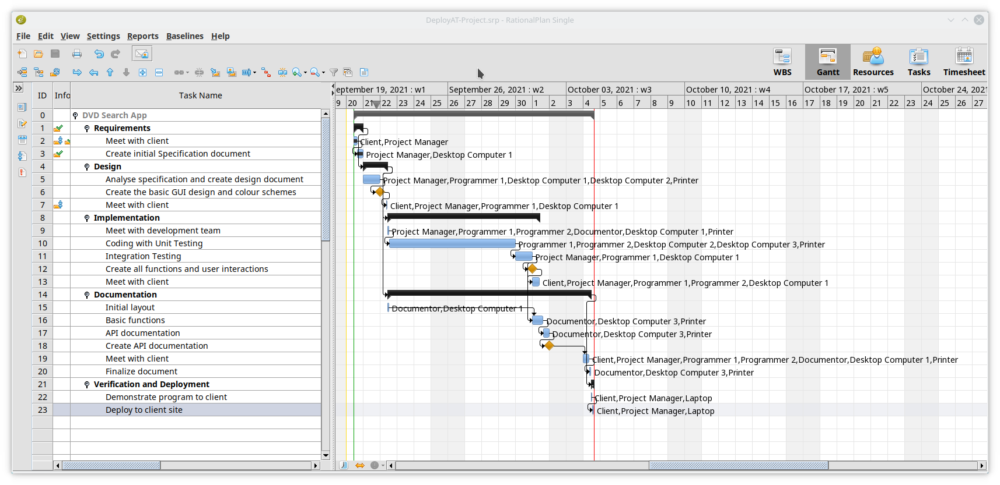 DeployAT-Project.srp - RationalPlan Single
File Edit View Settings Reports Baselines Help
WBS Gantt Resources Tasks Timesheet
ID Info Task Name
eptember 19, 2021 : w1 September 26, 2021 : w2 October 03, 2021 : w3 October 10, 2021 : w4 October 17, 2021 : w5 October 24, 2021
9 20 21 22 23 24 25 26 27 28 29 30 1 2 3 4 5 6 7 8 9 10 11 12 13 14 15 16 17 18 19 20 21 22 23 24 25 26 27
0 DVD Search App
1 Requirements
2 Meet with client Client,Project Manager
3 Create initial Specification document Project Manager,Desktop Computer 1
4 Design
5 Analyse specification and create design document Project Manager,Programmer 1,Desktop Computer 1,Desktop Computer 2,Printer
6 Create the basic GUI design and colour schemes
7 Meet with client Client,Project Manager,Programmer 1,Desktop Computer 1
8 Implementation
9 Meet with development team Project Manager,Programmer 1,Programmer 2,Documentor,Desktop Computer 1,Printer
10 Coding with Unit Testing Programmer 1,Programmer 2,Desktop Computer 2,Desktop Computer 3,Printer
11 Integration Testing Project Manager,Programmer 1,Desktop Computer 1
12 Create all functions and user interactions
13 Meet with client Client,Project Manager,Programmer 1,Programmer 2,Desktop Computer 1
14 Documentation
15 Initial layout Documentor,Desktop Computer 1
16 Basic functions Documentor,Desktop Computer 3,Printer
17 API documentation Documentor,Desktop Computer 3,Printer
18 Create API documentation
19 Meet with client Client,Project Manager,Programmer 1,Programmer 2,Documentor,Desktop Computer 1,Printer
20 Finalize document Documentor,Desktop Computer 3,Printer
21 Verification and Deployment
22 Demonstrate program to client Client,Project Manager,Laptop
23 Deploy to client site Client,Project Manager,Laptop